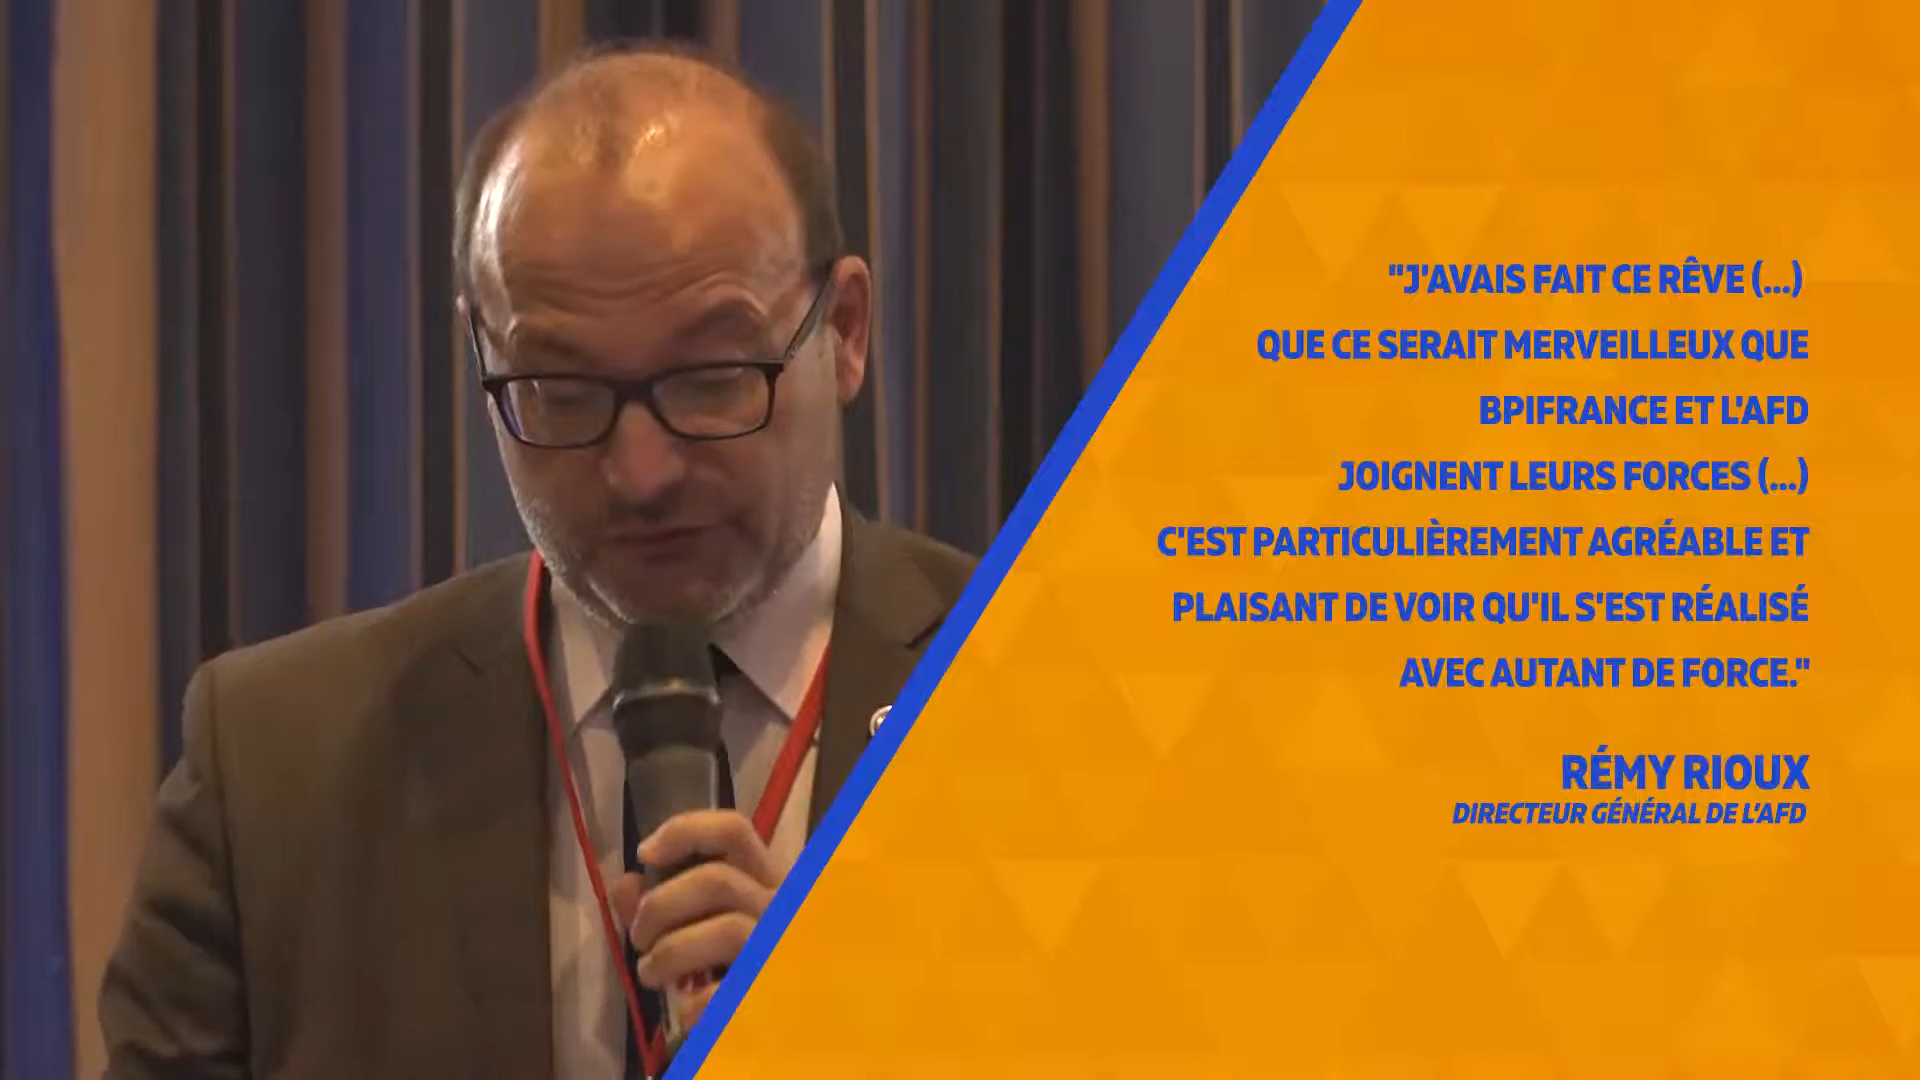 "J'AVAIS FAIT CE RÊVE (...)
QUE CE SERAIT MERVEILLEUX QUE
BPIFRANCE ET L'AFD
JOIGNENT LEURS FORCES (...)
C'EST PARTICULIÈREMENT AGRÉABLE ET
PLAISANT DE VOIR QU'IL S'EST RÉALISÉ
AVEC AUTANT DE FORCE."
RÉMY RIOUX
DIRECTEUR GÉNÉRAL DE L'AFD